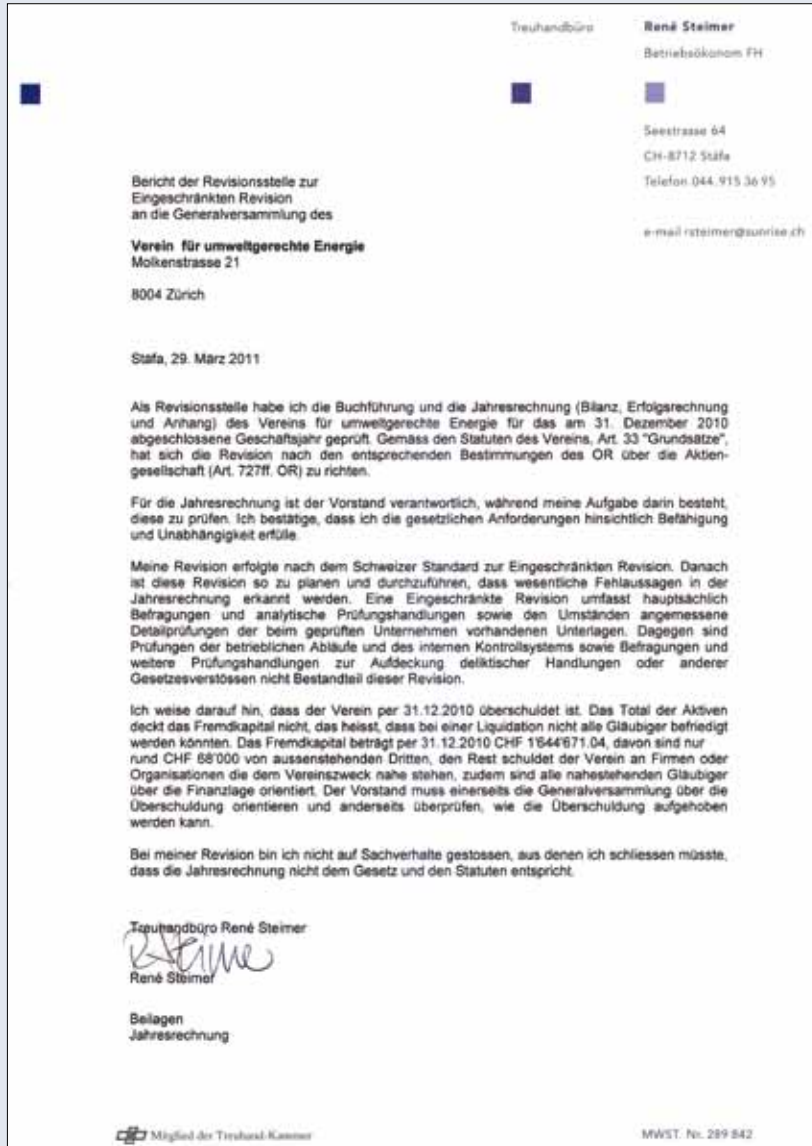 Treuhandbüro René Steimer
Betriebsökonom FH
Seestrasse 64
CH-8712 Stäfa
Telefon 044 915 36 95
e-mail rsteimer@sunrise.ch
Bericht der Revisionsstelle zur
Eingeschränkten Revision
an die Generalversammlung des
Verein für umweltgerechte Energie
Molkenstrasse 21
8004 Zürich
Stäfa, 29. März 2011
Als Revisionsstelle habe ich die Buchführung und die Jahresrechnung (Bilanz, Erfolgsrechnung
und Anhang) des Vereins für umweltgerechte Energie für das am 31. Dezember 2010
abgeschlossene Geschäftsjahr geprüft. Gemäss den Statuten des Vereins, Art. 33 "Grundsätze",
hat sich die Revision nach den entsprechenden Bestimmungen des OR über die Aktien-
gesellschaft (Art. 727ff. OR) zu richten.
Für die Jahresrechnung ist der Vorstand verantwortlich, während meine Aufgabe darin besteht,
diese zu prüfen. Ich bestätige, dass ich die gesetzlichen Anforderungen hinsichtlich Befähigung
und Unabhängigkeit erfülle.
Meine Revision erfolgte nach dem Schweizer Standard zur Eingeschränkten Revision. Danach
ist diese Revision so zu planen und durchzuführen, dass wesentliche Fehlaussagen in der
Jahresrechnung erkannt werden. Eine Eingeschränkte Revision umfasst hauptsächlich
Befragungen und analytische Prüfungshandlungen sowie den Umständen angemessene
Detailprüfungen der beim geprüften Unternehmen vorhandenen Unterlagen. Dagegen sind
Prüfungen der betrieblichen Abläufe und des internen Kontrollsystems sowie Befragungen und
weitere Prüfungshandlungen zur Aufdeckung deliktischer Handlungen oder anderer
Gesetzesverstössen nicht Bestandteil dieser Revision.
Ich weise darauf hin, dass der Verein per 31.12.2010 überschuldet ist. Das Total der Aktiven
deckt das Fremdkapital nicht, das heisst, dass bei einer Liquidation nicht alle Gläubiger befriedigt
werden könnten. Das Fremdkapital beträgt per 31.12.2010 CHF 1'644'671.04, davon sind nur
rund CHF 68'000 von aussenstehenden Dritten, den Rest schuldet der Verein an Firmen oder
Organisationen die dem Vereinszweck nahe stehen, zudem sind alle nahestehenden Gläubiger
über die Finanzlage orientiert. Der Vorstand muss einerseits die Generalversammlung über die
Überschuldung orientieren und anderseits überprüfen, wie die Überschuldung aufgehoben
werden kann.
Bei meiner Revision bin ich nicht auf Sachverhalte gestossen, aus denen ich schliessen müsste,
dass die Jahresrechnung nicht dem Gesetz und den Statuten entspricht.
Treuhandbüro René Steimer
R. Steimer
René Steimer
Beilagen
Jahresrechnung
Mitglied der Treuhand-Kammer
MWST. Nr. 289 842